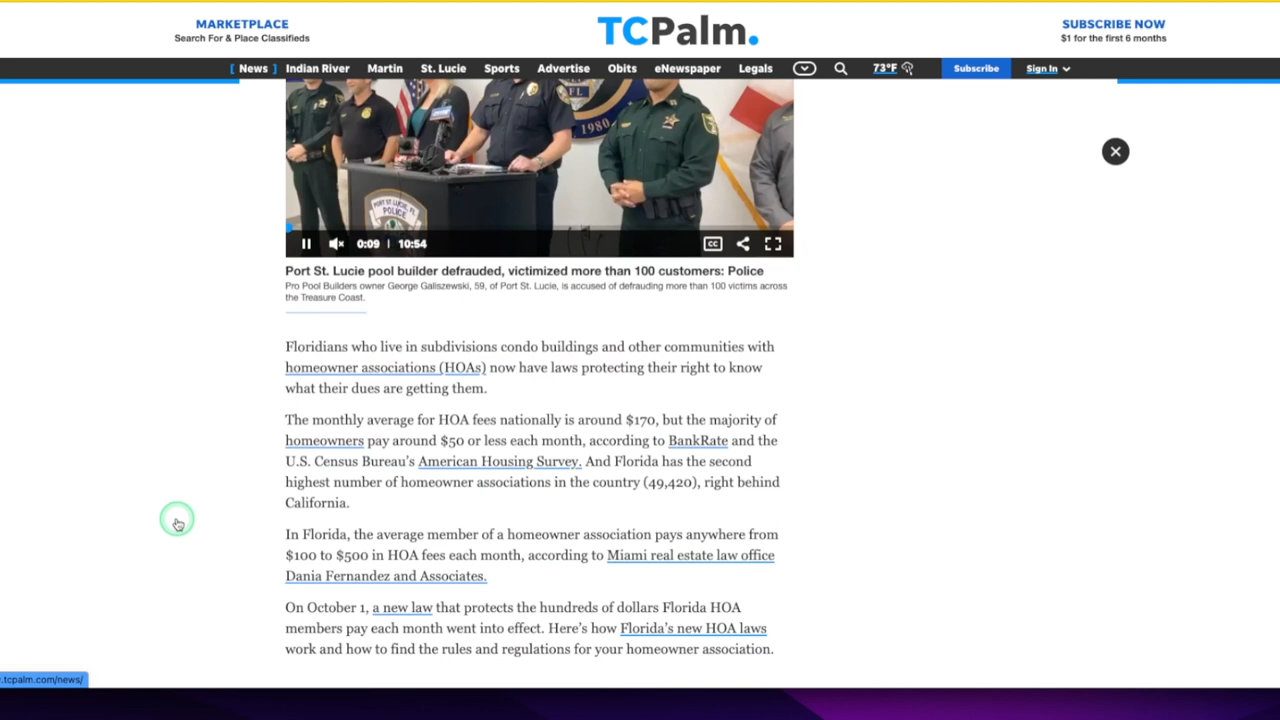 MARKETPLACE
Search For & Place Classifieds
TCPalm.
SUBSCRIBE NOW
$1 for the first 6 months
[ News ] Indian River Martin St. Lucie Sports Advertise Obits eNewspaper Legals 73°F Subscribe Sign In
FL
1980
PORT ST. LUCIE
POLICE
0:09 | 10:54
CC
Port St. Lucie pool builder defrauded, victimized more than 100 customers: Police
Pro Pool Builders owner George Galiszewski, 59, of Port St. Lucie, is accused of defrauding more than 100 victims across
the Treasure Coast.
Floridians who live in subdivisions condo buildings and other communities with
homeowner associations (HOAs) now have laws protecting their right to know
what their dues are getting them.
The monthly average for HOA fees nationally is around $170, but the majority of
homeowners pay around $50 or less each month, according to BankRate and the
U.S. Census Bureau's American Housing Survey. And Florida has the second
highest number of homeowner associations in the country (49,420), right behind
California.
In Florida, the average member of a homeowner association pays anywhere from
$100 to $500 in HOA fees each month, according to Miami real estate law office
Dania Fernandez and Associates.
On October 1, a new law that protects the hundreds of dollars Florida HOA
members pay each month went into effect. Here's how Florida's new HOA laws
work and how to find the rules and regulations for your homeowner association.
.tcpalm.com/news/